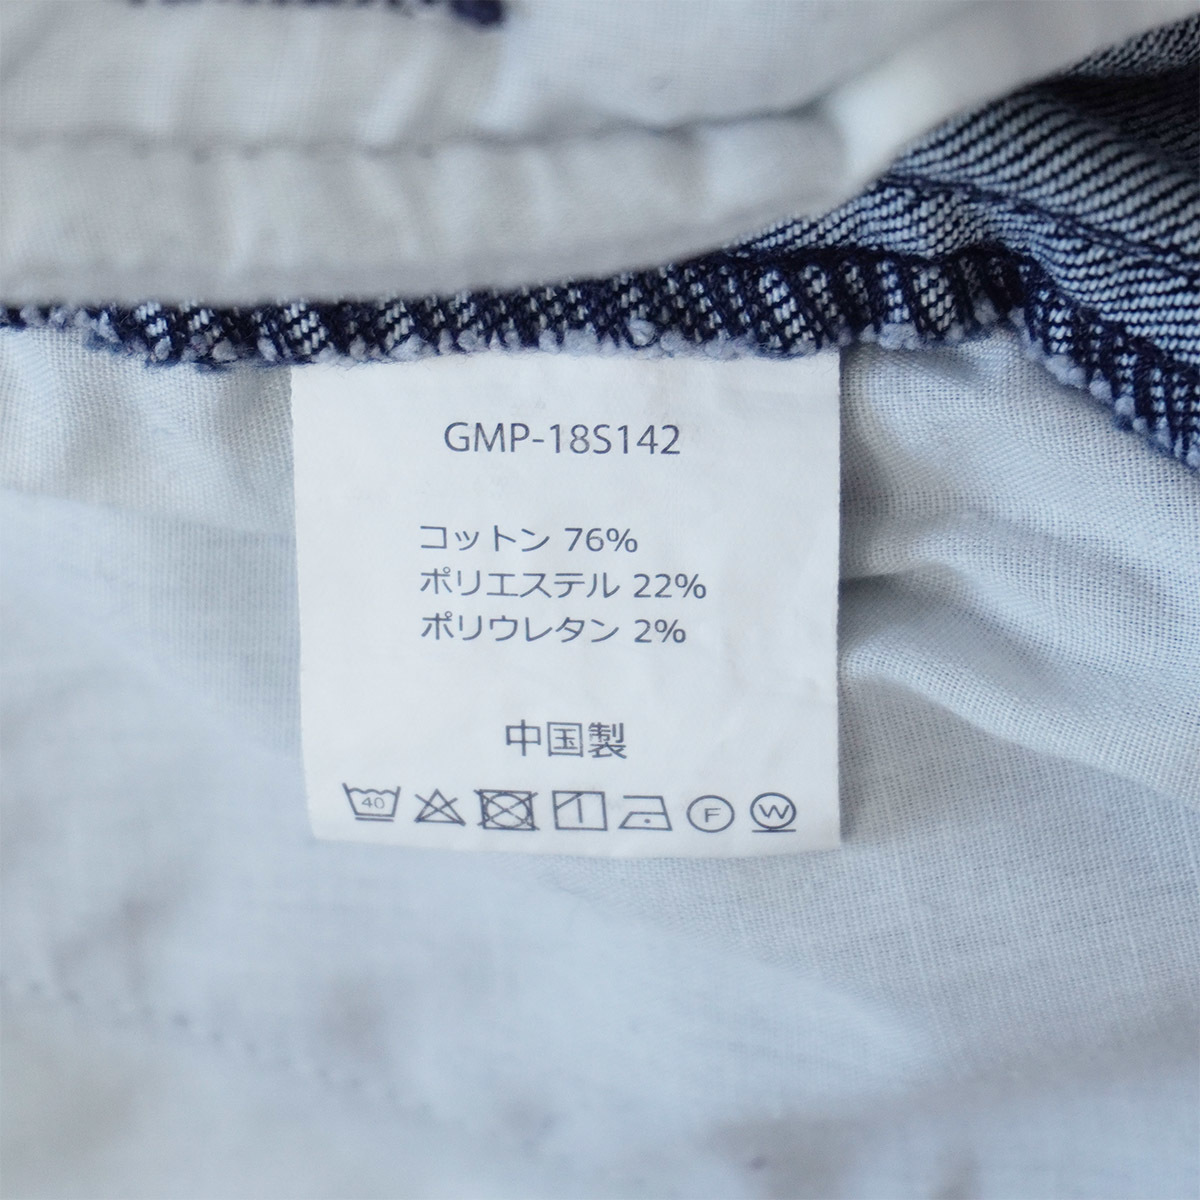 GMP-18S142
コットン 76%
ポリエステル 22%
ポリウレタン 2%
中国製
40 F W